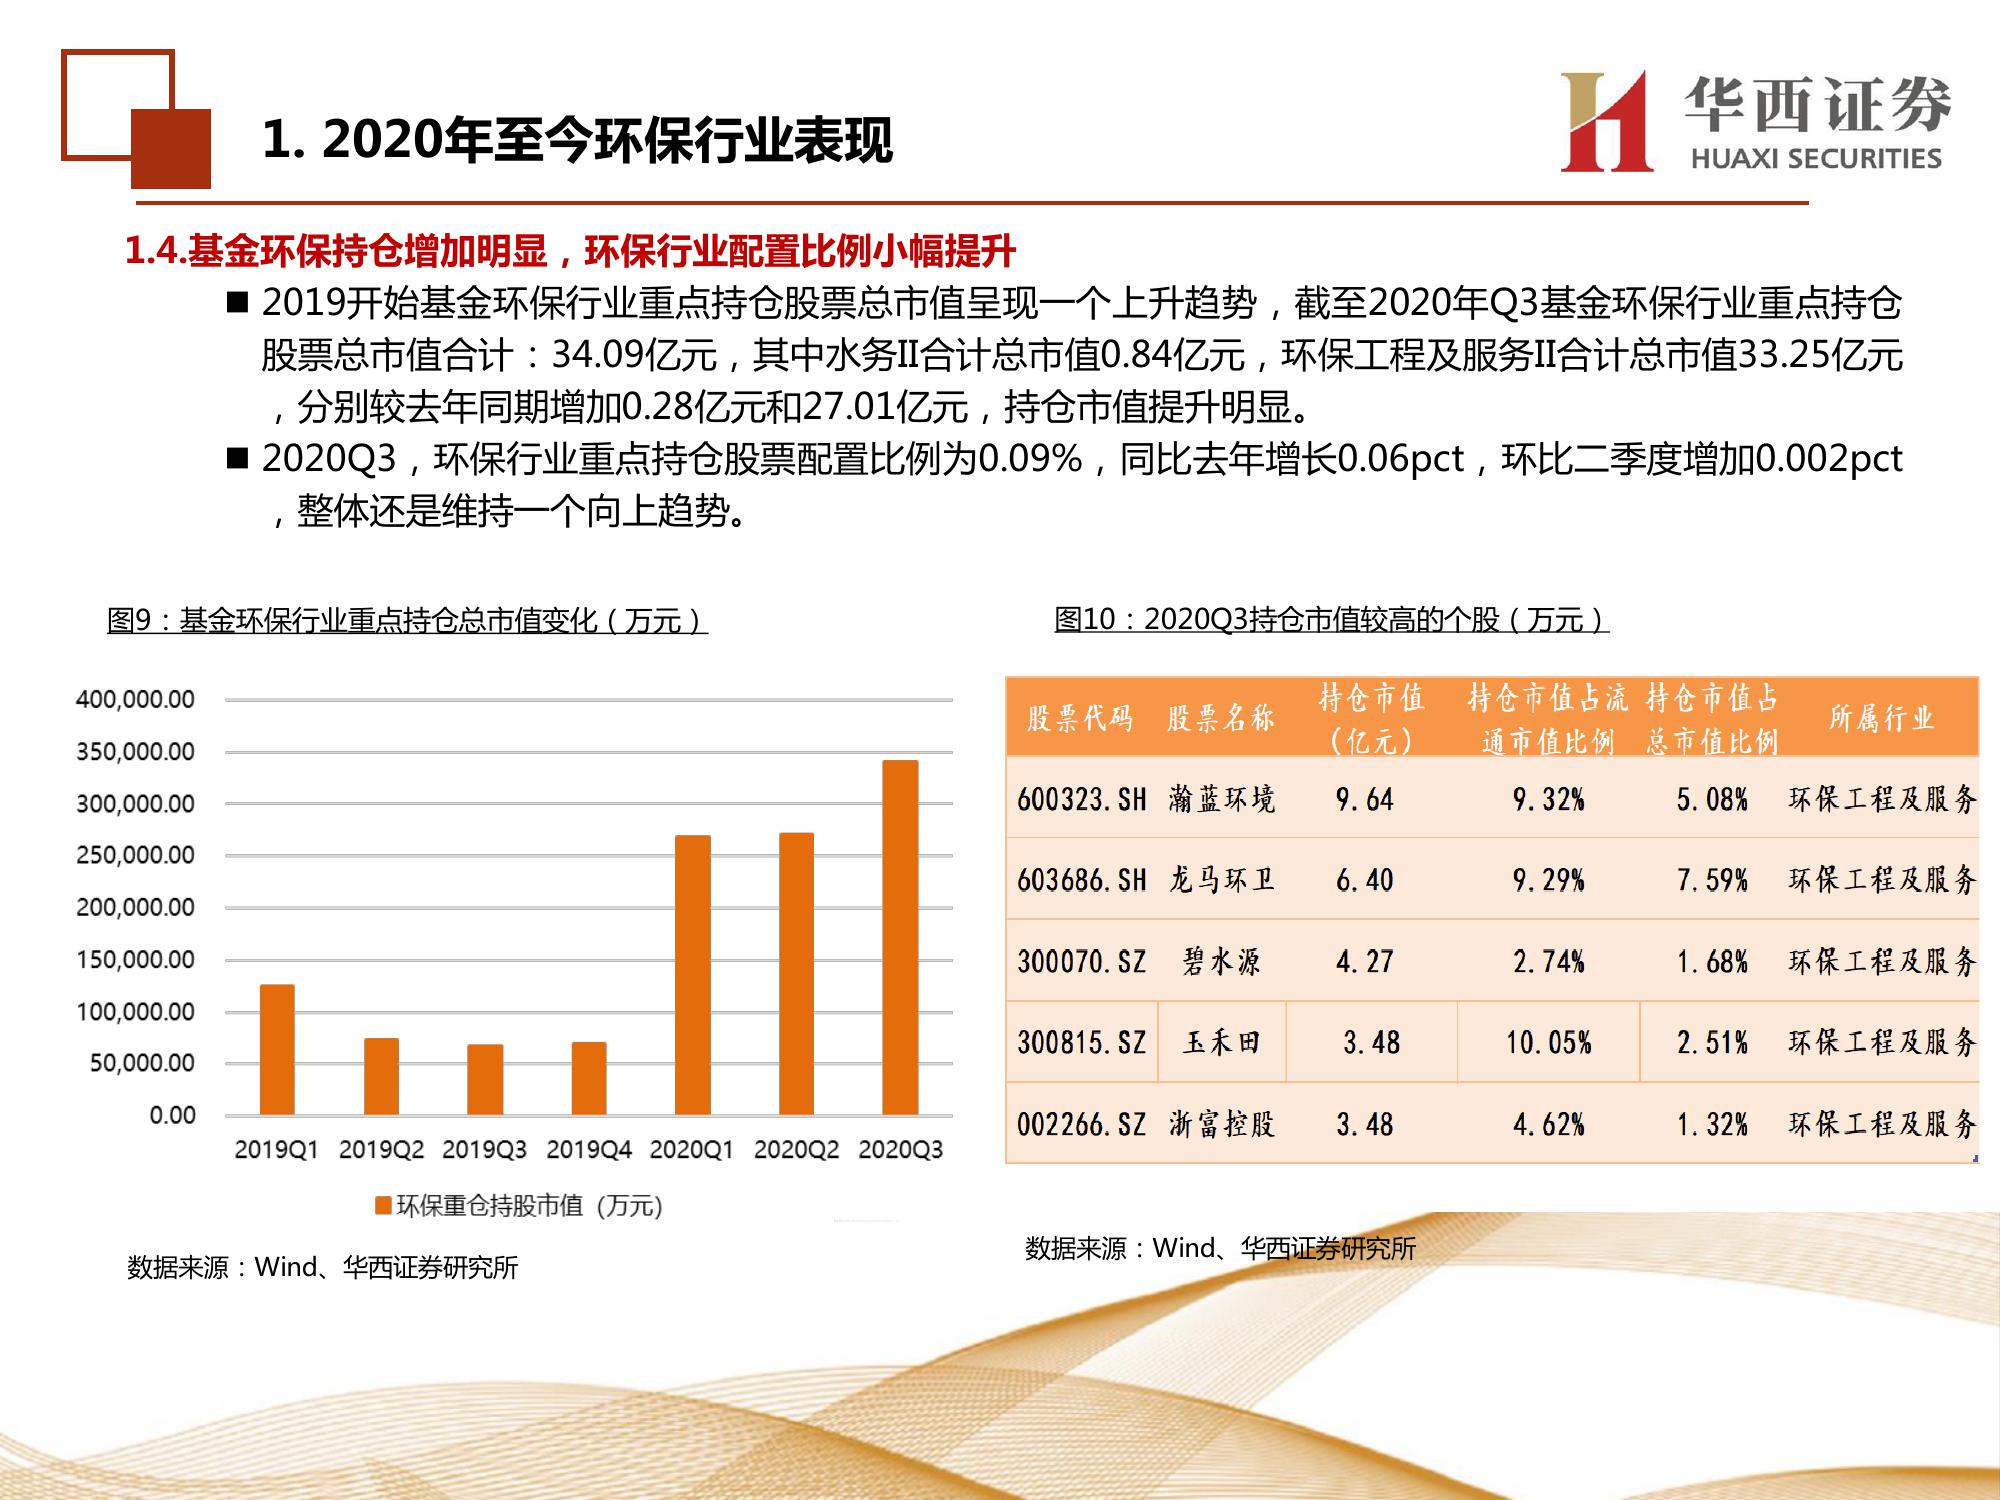 1. 2020年至今环保行业表现
华西证券
HUAXI SECURITIES
1.4.基金环保持仓增加明显，环保行业配置比例小幅提升
■ 2019开始基金环保行业重点持仓股票总市值呈现一个上升趋势，截至2020年Q3基金环保行业重点持仓
股票总市值合计：34.09亿元，其中水务II合计总市值0.84亿元，环保工程及服务II合计总市值33.25亿元
，分别较去年同期增加0.28亿元和27.01亿元，持仓市值提升明显。
■ 2020Q3，环保行业重点持仓股票配置比例为0.09%，同比去年增长0.06pct，环比二季度增加0.002pct
，整体还是维持一个向上趋势。
图9：基金环保行业重点持仓总市值变化（万元）
400,000.00
350,000.00
300,000.00
250,000.00
200,000.00
150,000.00
100,000.00
50,000.00
0.00
2019Q1 2019Q2 2019Q3 2019Q4 2020Q1 2020Q2 2020Q3
环保重仓持股市值（万元）
数据来源：Wind、华西证券研究所
图10：2020Q3持仓市值较高的个股（万元）
股票代码 股票名称 持仓市值（亿元） 持仓市值占流通市值比例 持仓市值占总市值比例 所属行业
600323.SH 瀚蓝环境 9.64 9.32% 5.08% 环保工程及服务
603686.SH 龙马环卫 6.40 9.29% 7.59% 环保工程及服务
300070.SZ 碧水源 4.27 2.74% 1.68% 环保工程及服务
300815.SZ 玉禾田 3.48 10.05% 2.51% 环保工程及服务
002266.SZ 浙富控股 3.48 4.62% 1.32% 环保工程及服务
数据来源：Wind、华西证券研究所